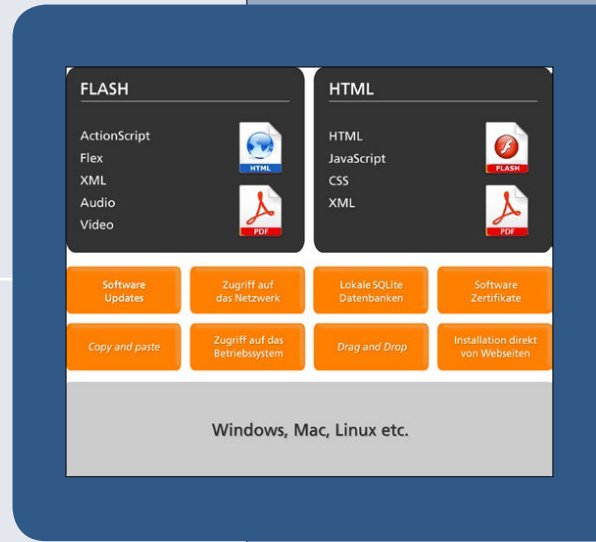 FLASH
ActionScript
Flex
XML
Audio
Video
HTML
PDF
HTML
HTML
JavaScript
CSS
XML
FLASH
PDF
Software
Updates
Zugriff auf
das Netzwerk
Lokale SQLite
Datenbanken
Software
Zertifikate
Copy and paste
Zugriff auf das
Betriebssystem
Drag and Drop
Installation direkt
von Webseiten
Windows, Mac, Linux etc.